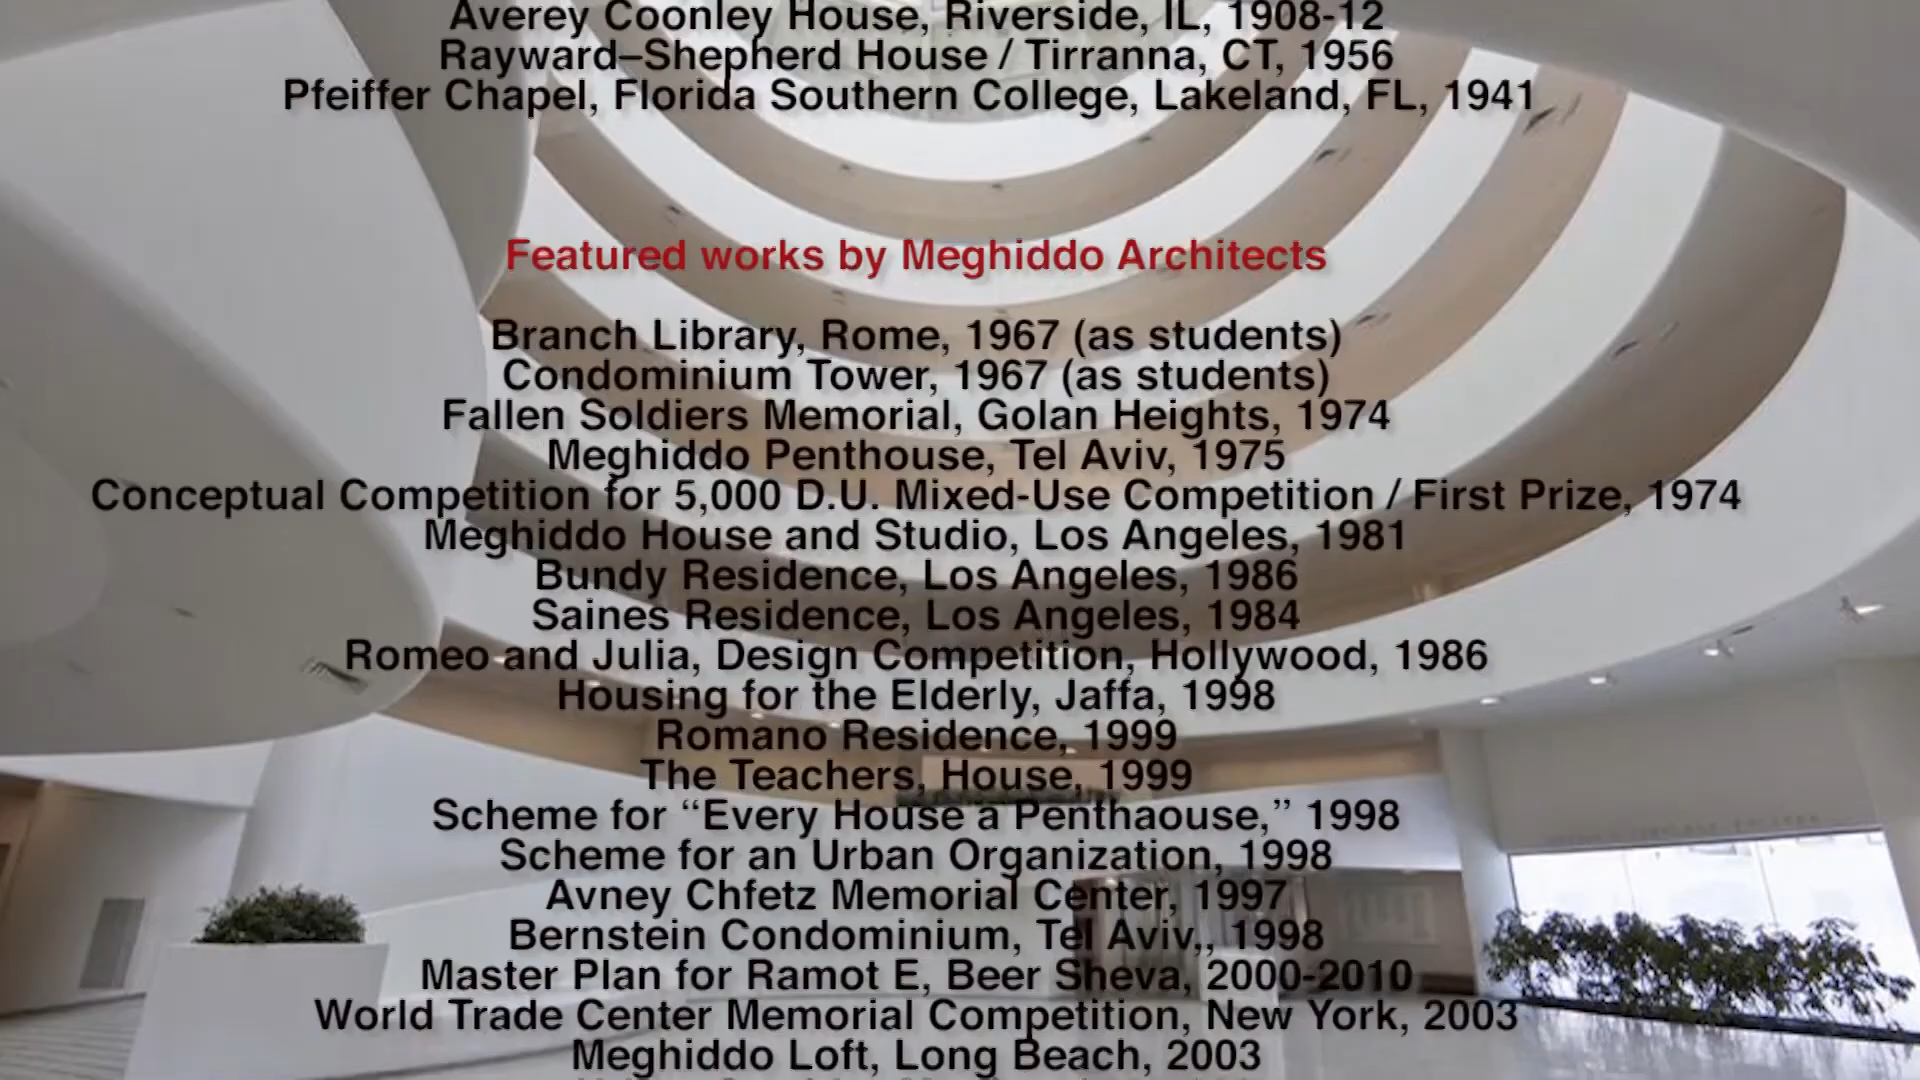 Averey Coonley House, Riverside, IL, 1908-12
Rayward–Shepherd House / Tirranna, CT, 1956
Pfeiffer Chapel, Florida Southern College, Lakeland, FL, 1941
Featured works by Meghiddo Architects
Branch Library, Rome, 1967 (as students)
Condominium Tower, 1967 (as students)
Fallen Soldiers Memorial, Golan Heights, 1974
Meghiddo Penthouse, Tel Aviv, 1975
Conceptual Competition for 5,000 D.U. Mixed-Use Competition / First Prize, 1974
Meghiddo House and Studio, Los Angeles, 1981
Bundy Residence, Los Angeles, 1986
Saines Residence, Los Angeles, 1984
Romeo and Julia, Design Competition, Hollywood, 1986
Housing for the Elderly, Jaffa, 1998
Romano Residence, 1999
The Teachers, House, 1999
Scheme for “Every House a Penthaouse,” 1998
Scheme for an Urban Organization, 1998
Avney Chfetz Memorial Center, 1997
Bernstein Condominium, Tel Aviv,, 1998
Master Plan for Ramot E, Beer Sheva, 2000-2010
World Trade Center Memorial Competition, New York, 2003
Meghiddo Loft, Long Beach, 2003